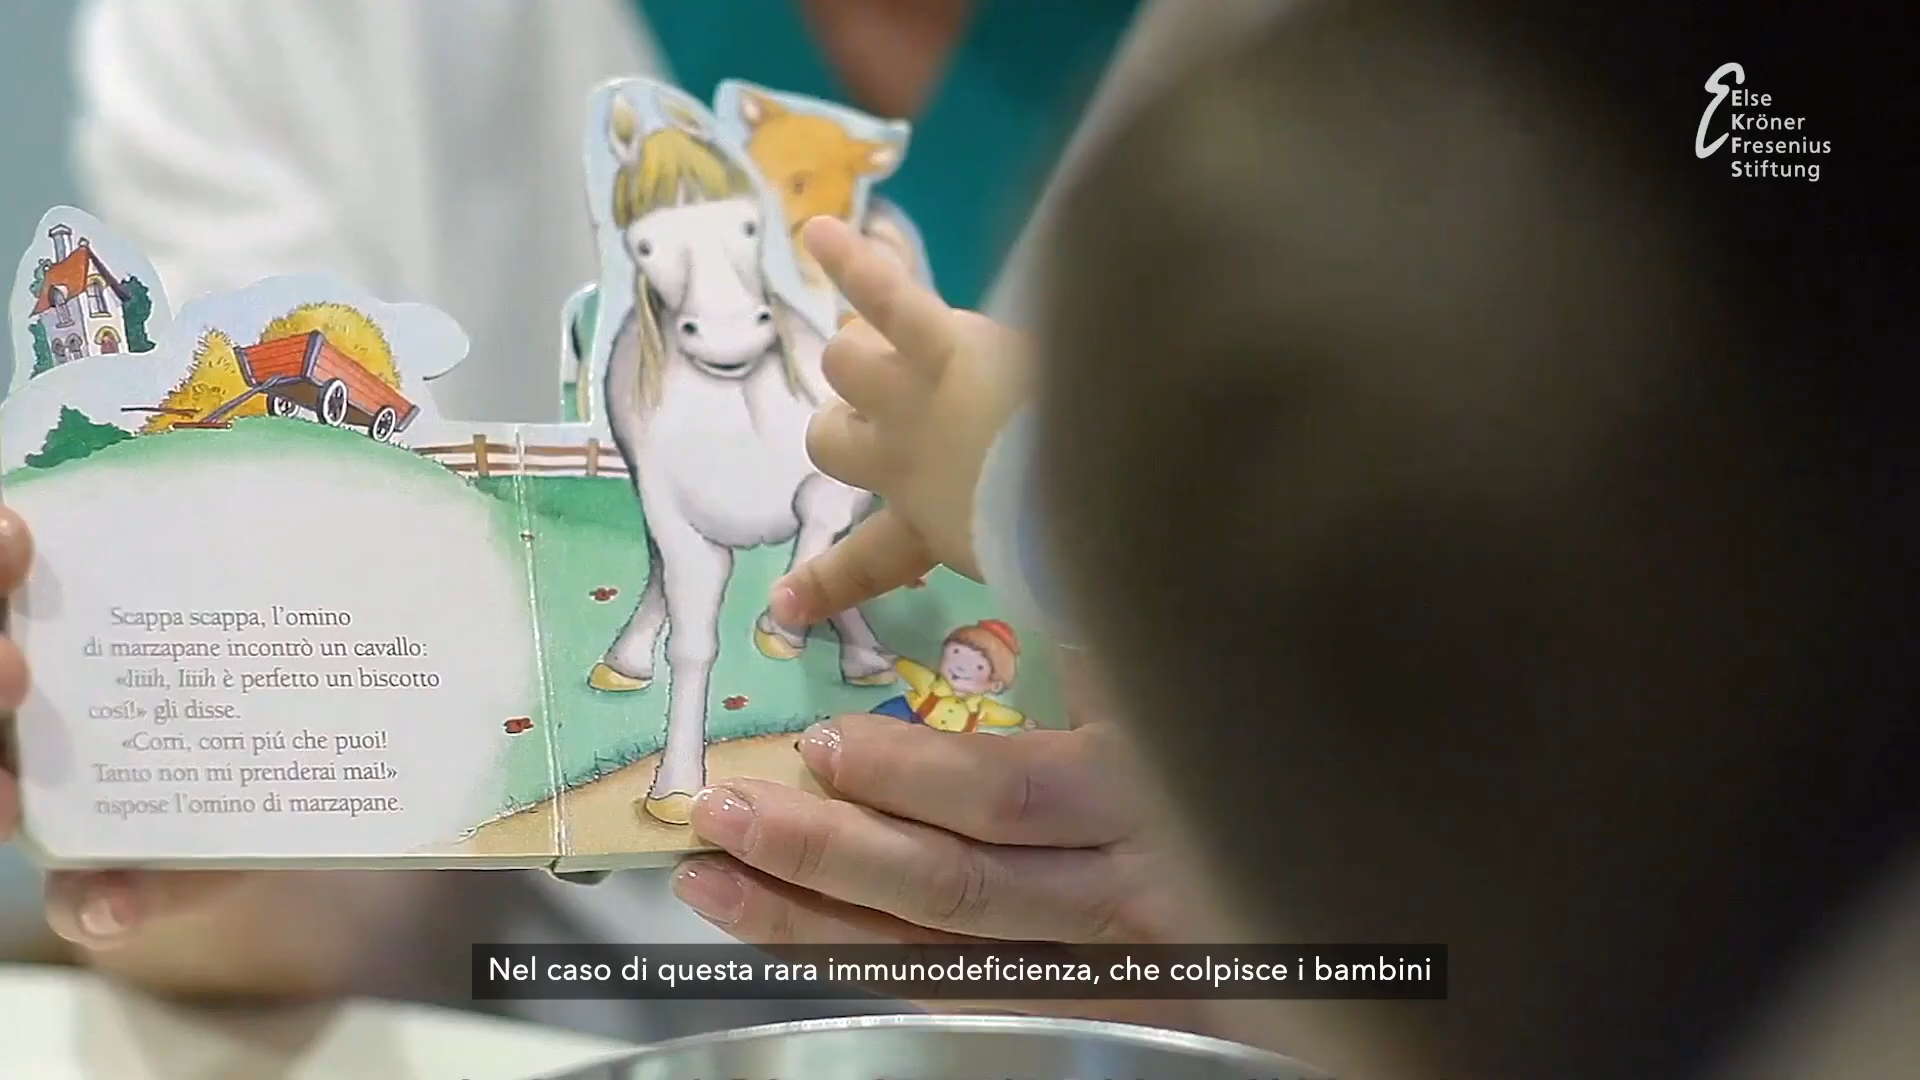 Else
Kröner
Fresenius
Stiftung
Scappa scappa, l'omino
di marzapane incontrò un cavallo:
«Iiiih, Iiiih è perfetto un biscotto
cosí!» gli disse.
«Corri, corri piú che puoi!
Tanto non mi prenderai mai!»
rispose l'omino di marzapane.
Nel caso di questa rara immunodeficienza, che colpisce i bambini